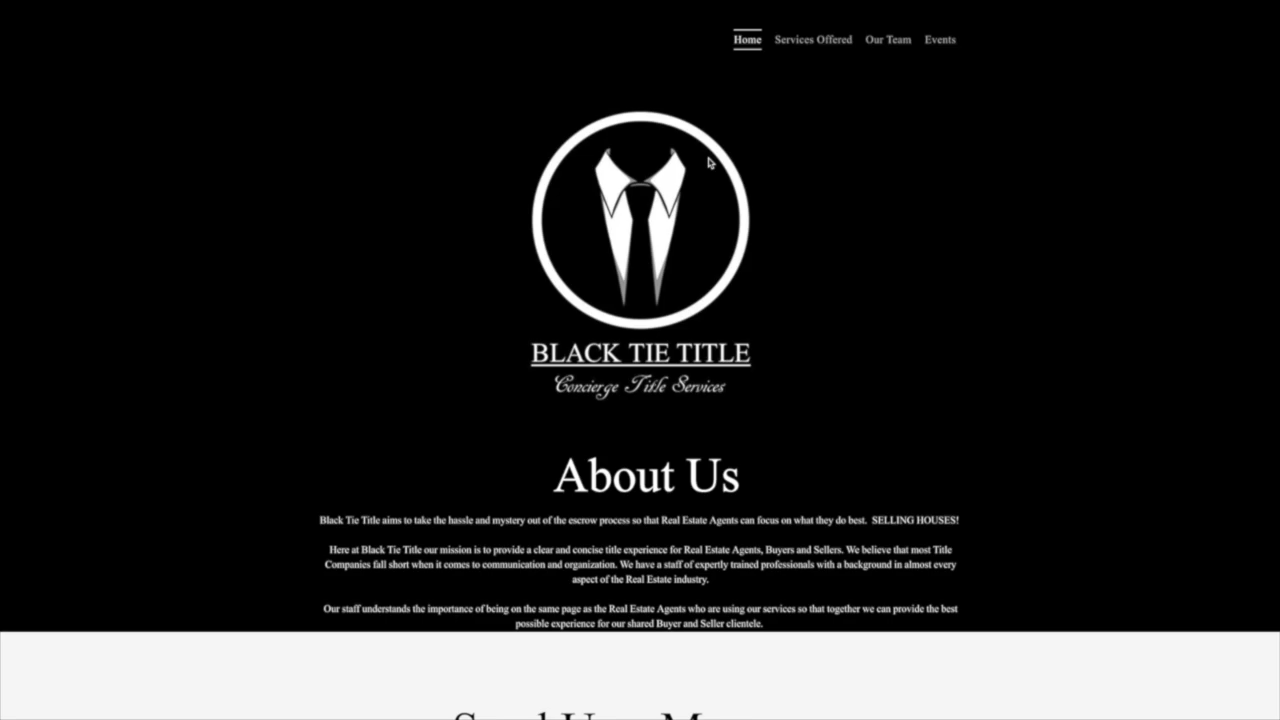 Home Services Offered Our Team Events
BLACK TIE TITLE
Concierge Title Services
About Us
Black Tie Title aims to take the hassle and mystery out of the escrow process so that Real Estate Agents can focus on what they do best.  SELLING HOUSES!
Here at Black Tie Title our mission is to provide a clear and concise title experience for Real Estate Agents, Buyers and Sellers. We believe that most Title
Companies fall short when it comes to communication and organization. We have a staff of expertly trained professionals with a background in almost every
aspect of the Real Estate industry.
Our staff understands the importance of being on the same page as the Real Estate Agents who are using our services so that together we can provide the best
possible experience for our shared Buyer and Seller clientele.